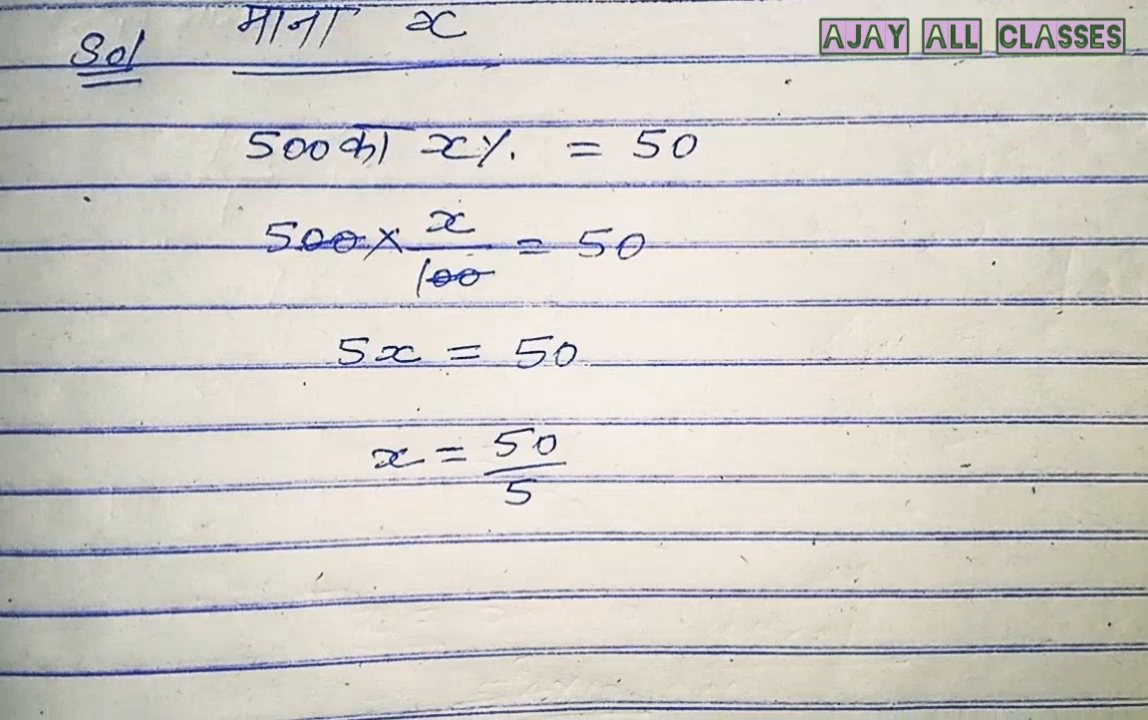 Sol माना x
AJAY ALL CLASSES
500 का x% = 50
500 × x/100 = 50
5x = 50
x = 50/5